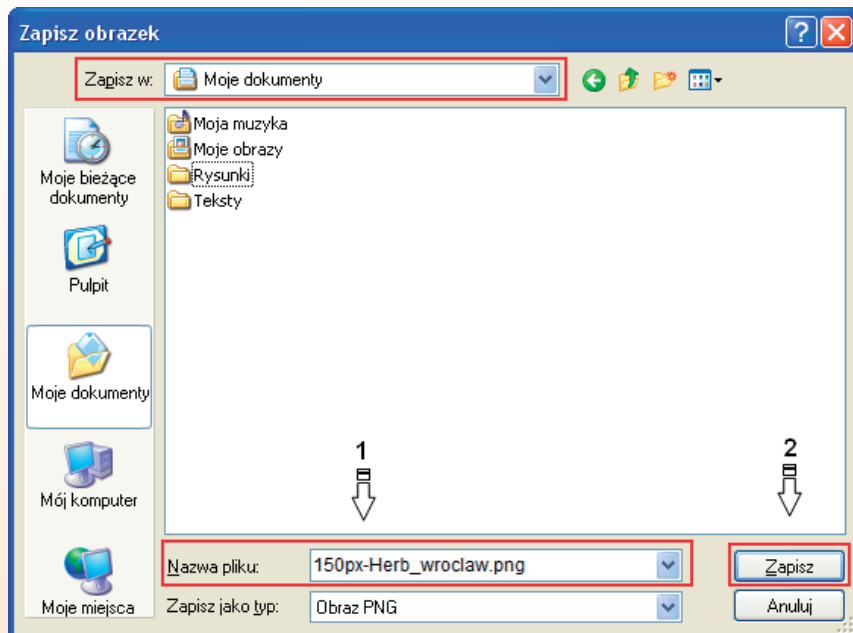 Zapisz obrazek
Zapisz w: Moje dokumenty
Moja muzyka
Moje obrazy
Rysunki
Teksty
Moje bieżące
dokumenty
Pulpit
Moje dokumenty
Mój komputer
Moje miejsca
1
2
Nazwa pliku: 150px-Herb_wroclaw.png Zapisz
Zapisz jako typ: Obraz PNG Anuluj